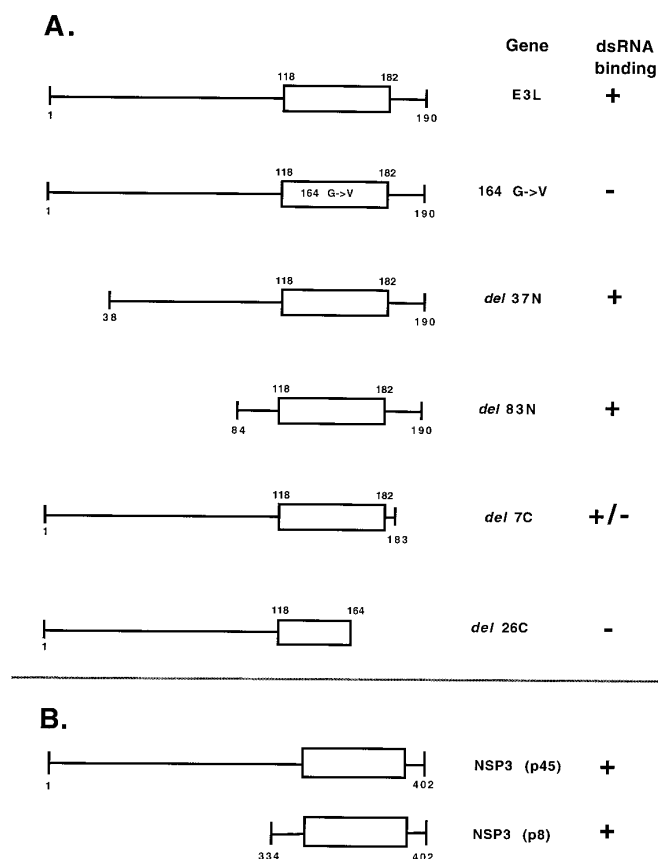 A.
Gene dsRNA binding
118 182
1 190 E3L +
118 182
164 G->V
1 190 164 G->V -
118 182
38 190 del 37N +
118 182
84 190 del 83N +
118 182
1 183 del 7C +/-
118 164
1 del 26C -
B.
1 402 NSP3 (p45) +
334 402 NSP3 (p8) +